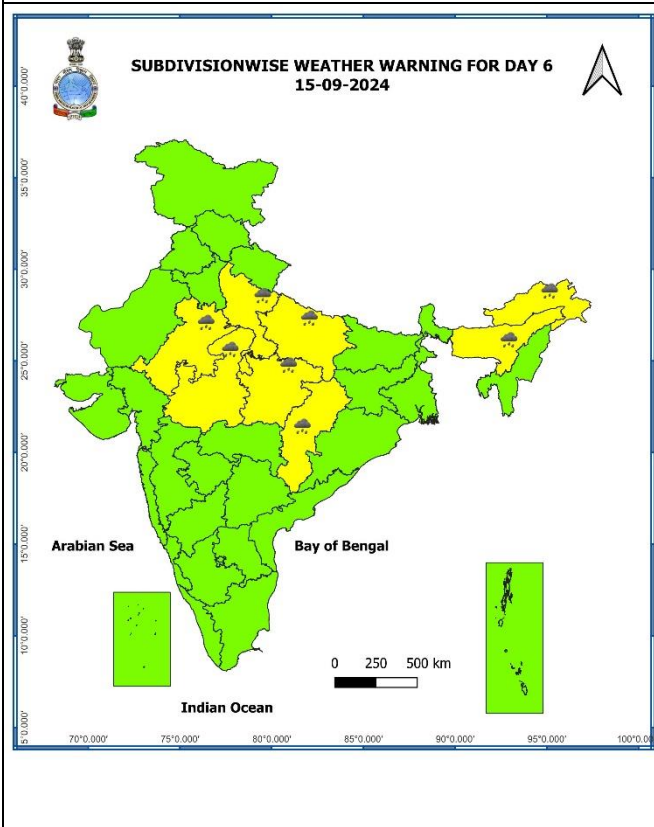 SUBDIVISIONWISE WEATHER WARNING FOR DAY 6
15-09-2024
40°0.000'
35°0.000'
30°0.000'
25°0.000'
20°0.000'
15°0.000'
10°0.000'
5°0.000'
Arabian Sea
Bay of Bengal
0 250 500 km
Indian Ocean
70°0.000' 75°0.000' 80°0.000' 85°0.000' 90°0.000' 95°0.000' 100°0.0